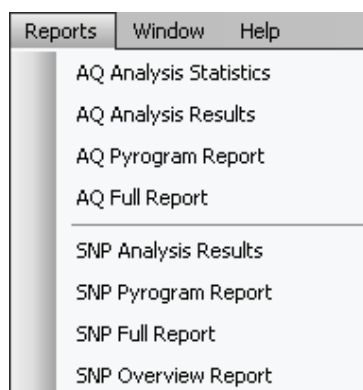 Reports Window Help
AQ Analysis Statistics
AQ Analysis Results
AQ Pyrogram Report
AQ Full Report
SNP Analysis Results
SNP Pyrogram Report
SNP Full Report
SNP Overview Report